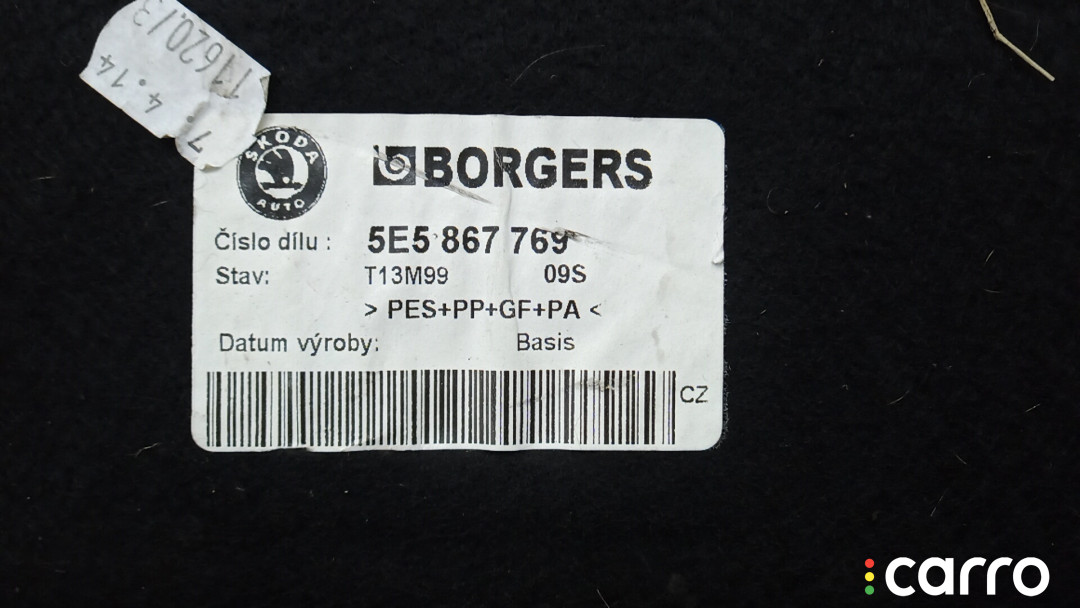 7. 4.14
11620/3
ŠKODA
AUTO
BORGERS
Číslo dílu : 5E5 867 769
Stav: T13M99 09S
> PES+PP+GF+PA <
Datum výroby: Basis
CZ
carro